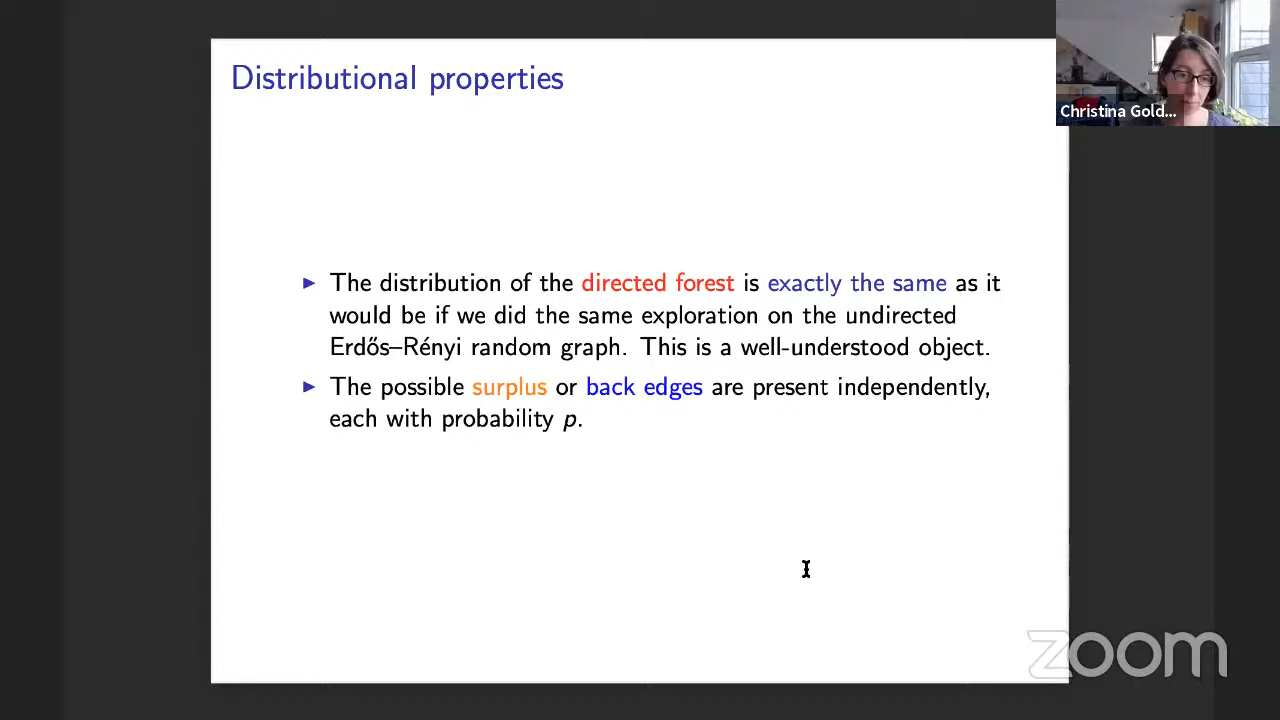 Distributional properties
Christina Gold...
▶ The distribution of the directed forest is exactly the same as it
would be if we did the same exploration on the undirected
Erdős–Rényi random graph. This is a well-understood object.
▶ The possible surplus or back edges are present independently,
each with probability p.
zoom